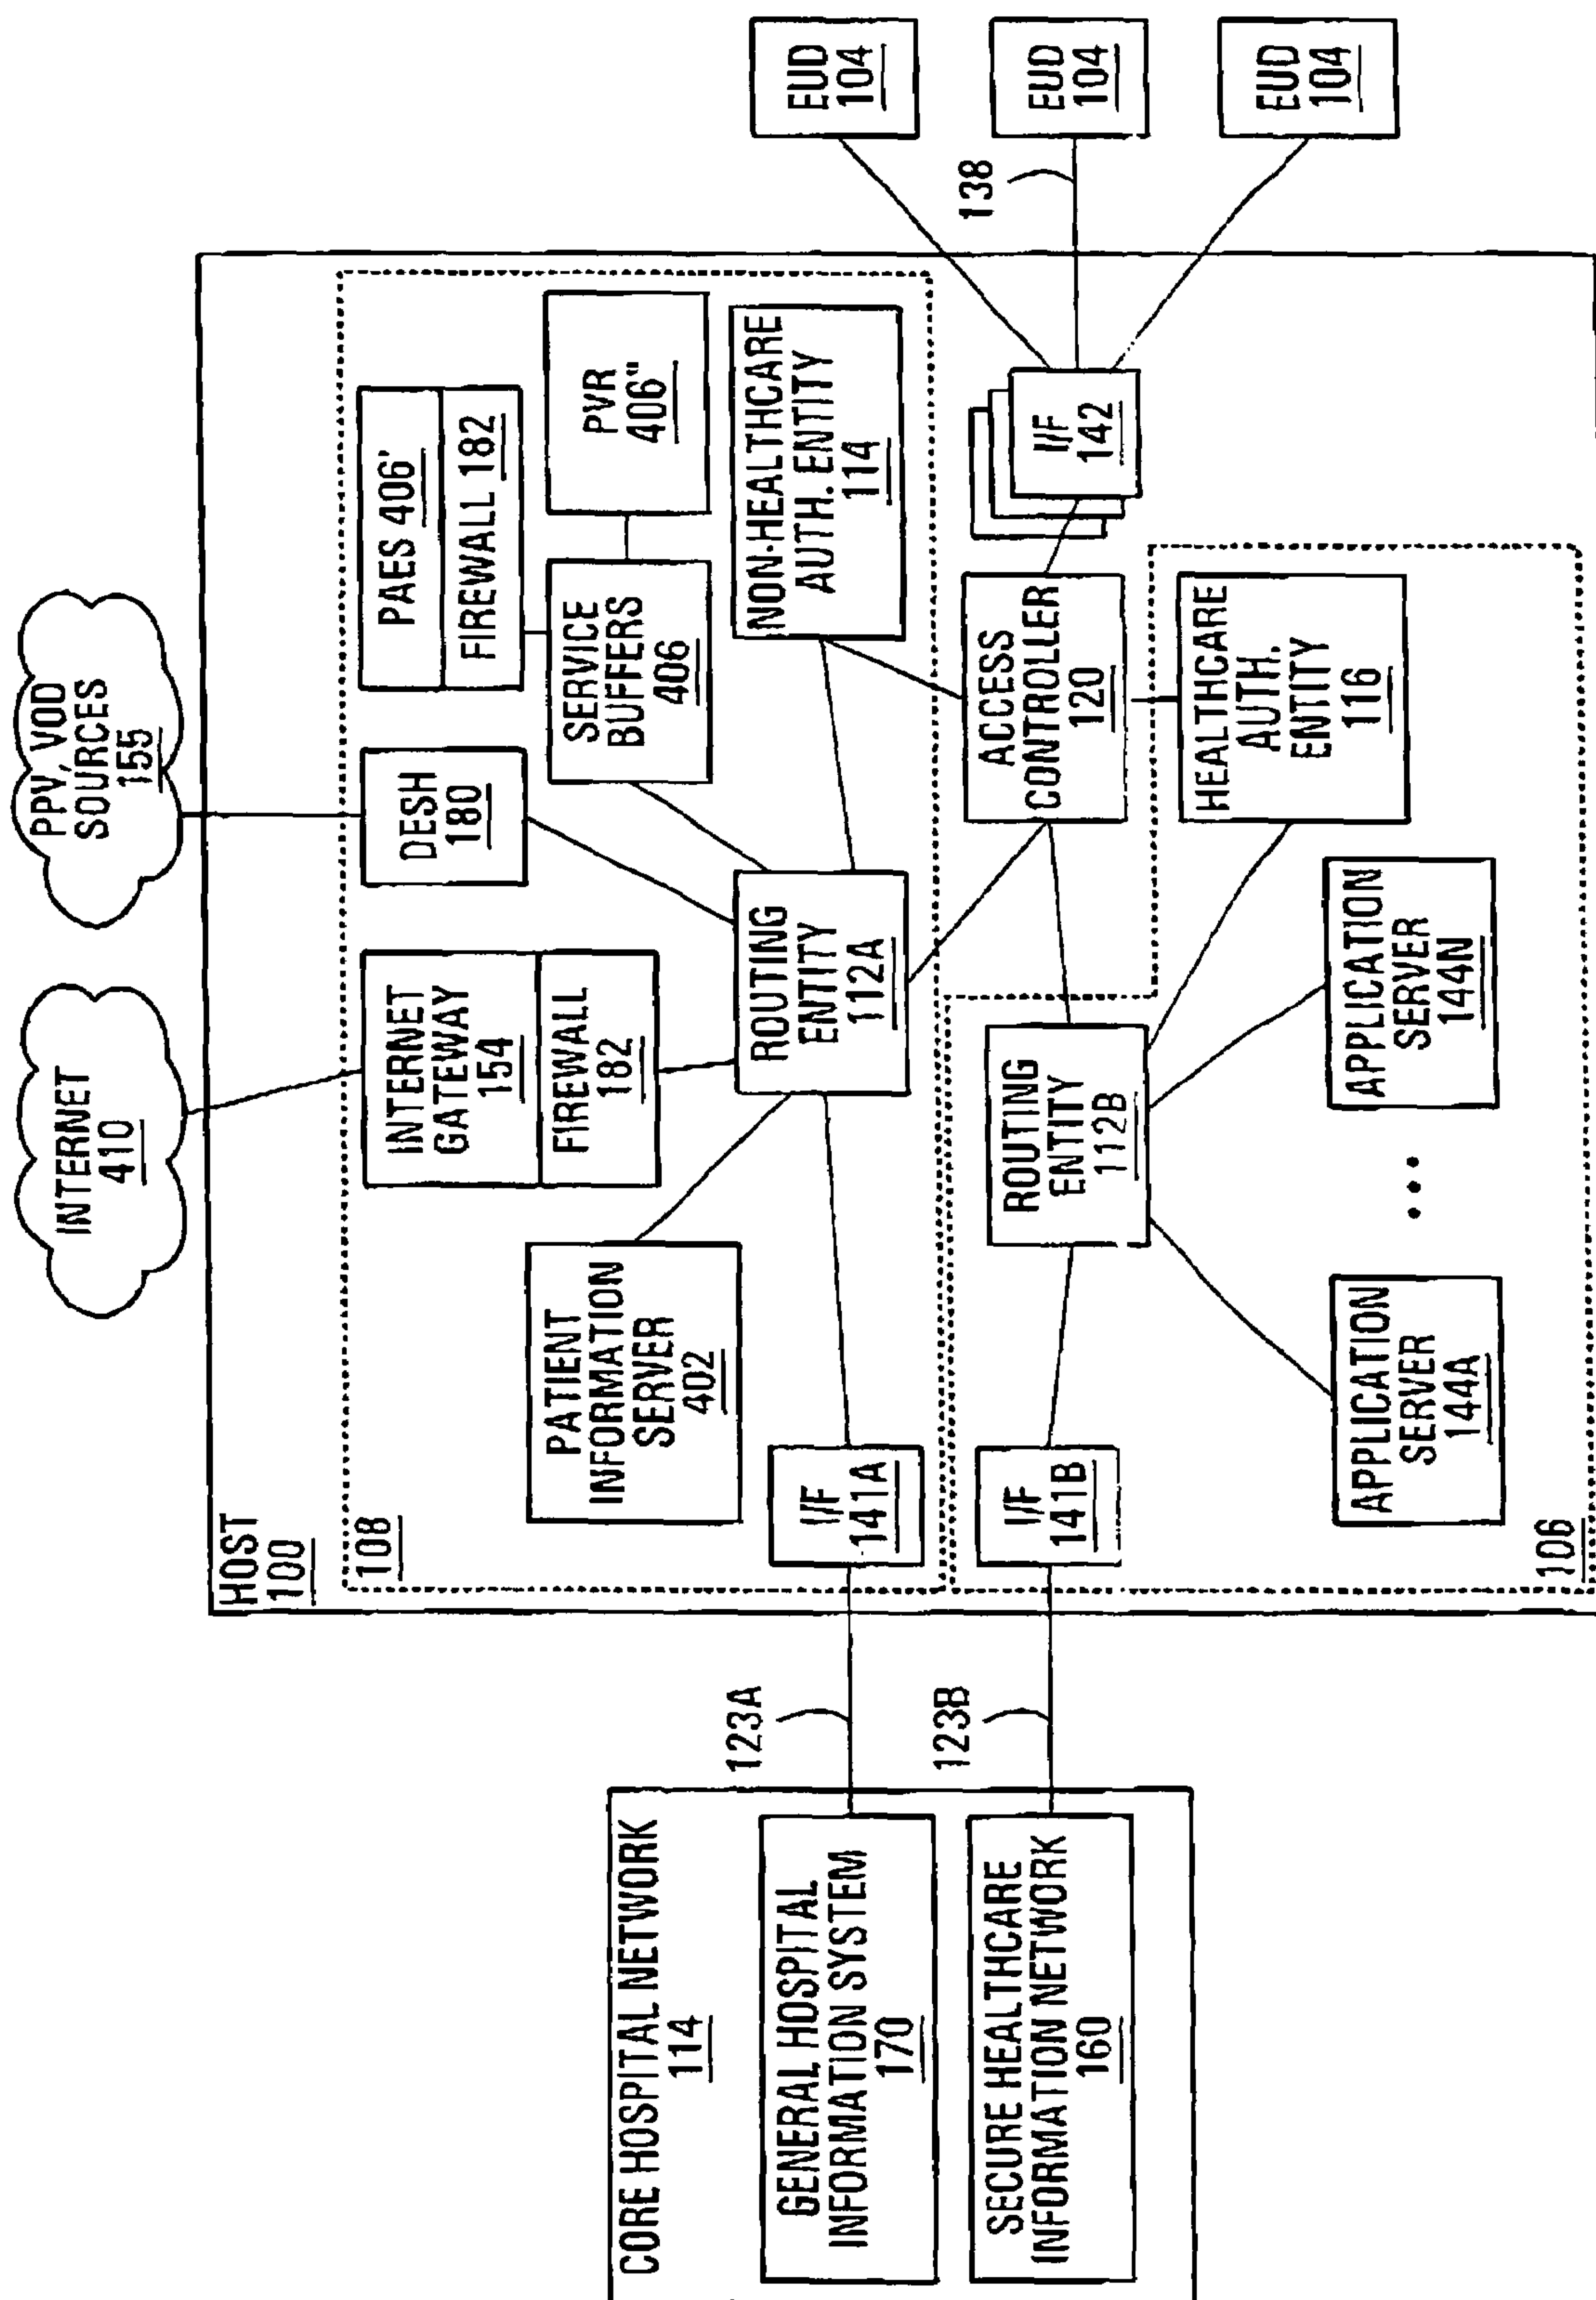 INTERNET
410
PPV, VOD
SOURCES
155
HOST
100
108
PATIENT
INFORMATION
SERVER
402
INTERNET
GATEWAY
154
FIREWALL
182
DESH
180
PAES 406'
FIREWALL 182
SERVICE
BUFFERS
406
PVR
406"
NON-HEALTHCARE
AUTH. ENTITY
114
ROUTING
ENTITY
112A
I/F
141A
CORE HOSPITAL NETWORK
114
GENERAL HOSPITAL
INFORMATION SYSTEM
170
SECURE HEALTHCARE
INFORMATION NETWORK
160
123A
123B
I/F
141B
ROUTING
ENTITY
112B
ACCESS
CONTROLLER
120
HEALTHCARE
AUTH.
ENTITY
116
I/F
142
138
EUD
104
EUD
104
EUD
104
APPLICATION
SERVER
144A
...
APPLICATION
SERVER
144N
106